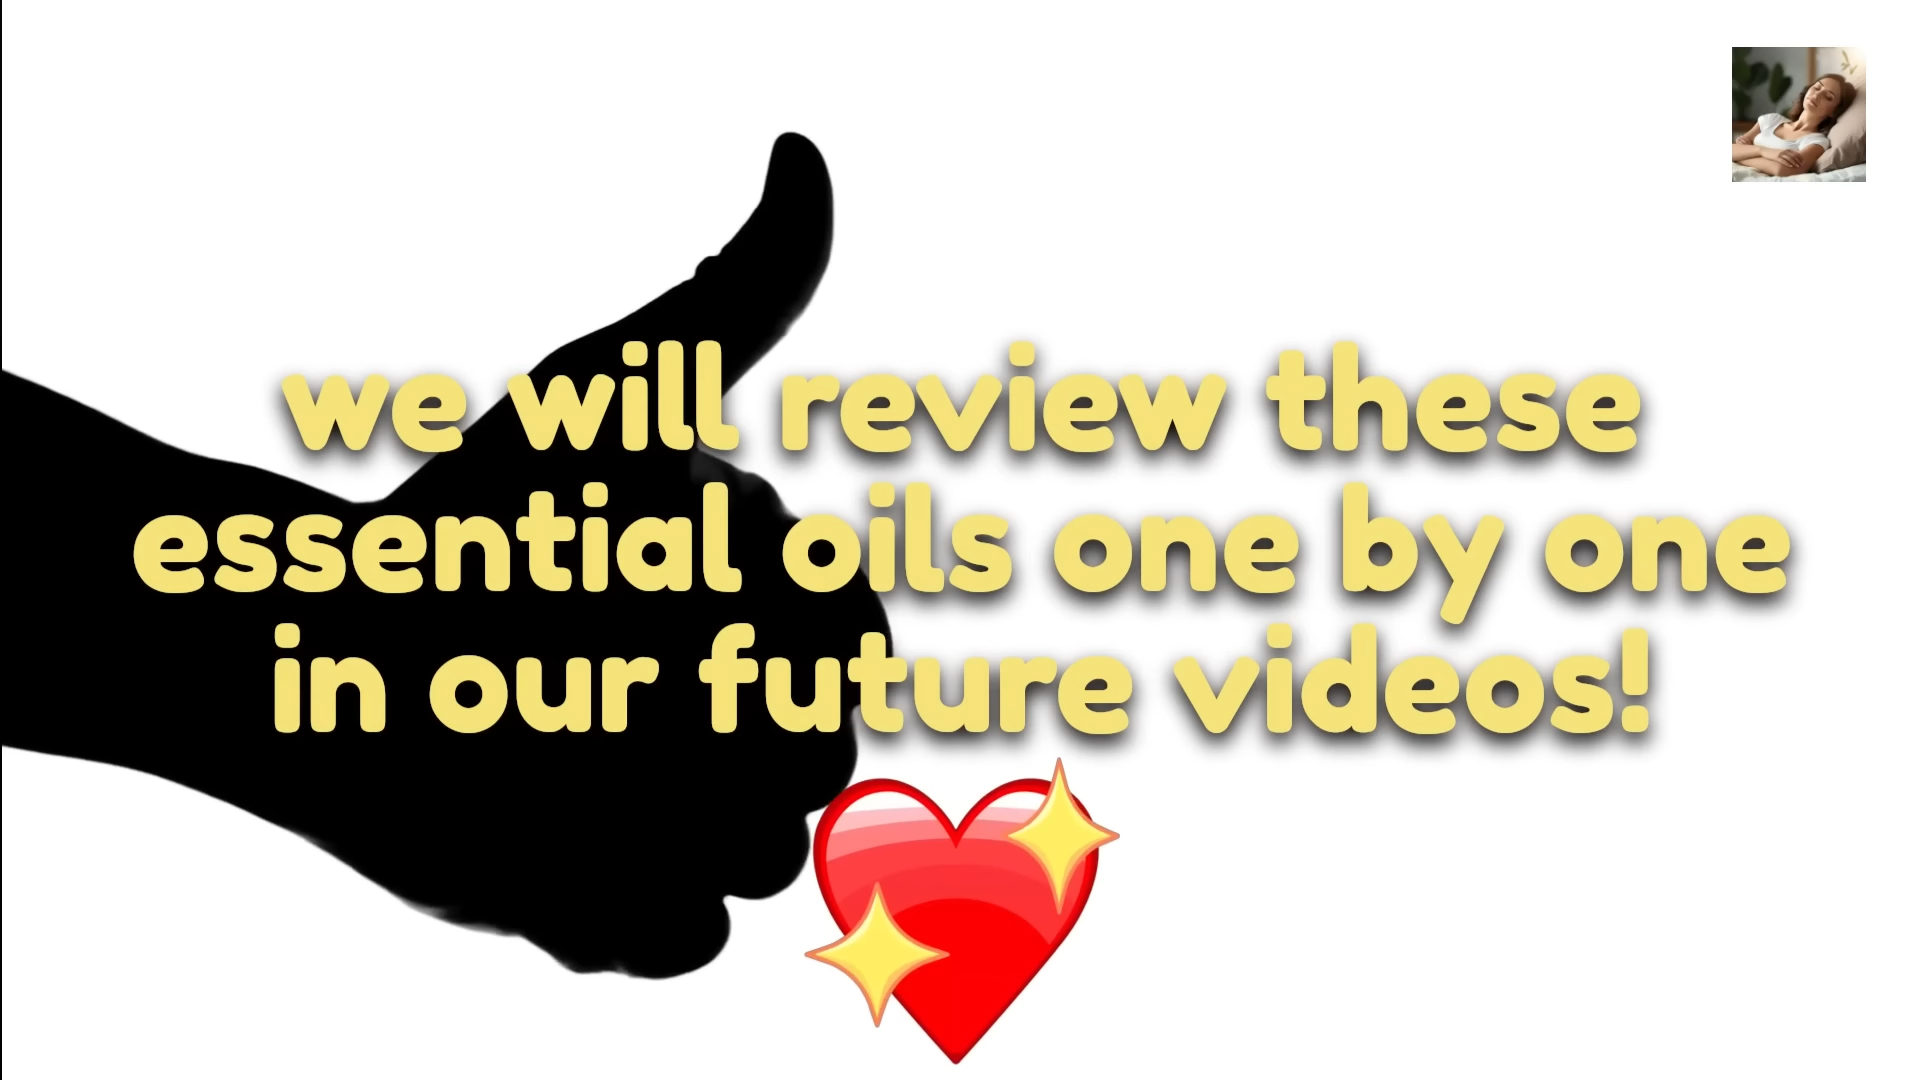 we will review these
essential oils one by one
in our future videos!